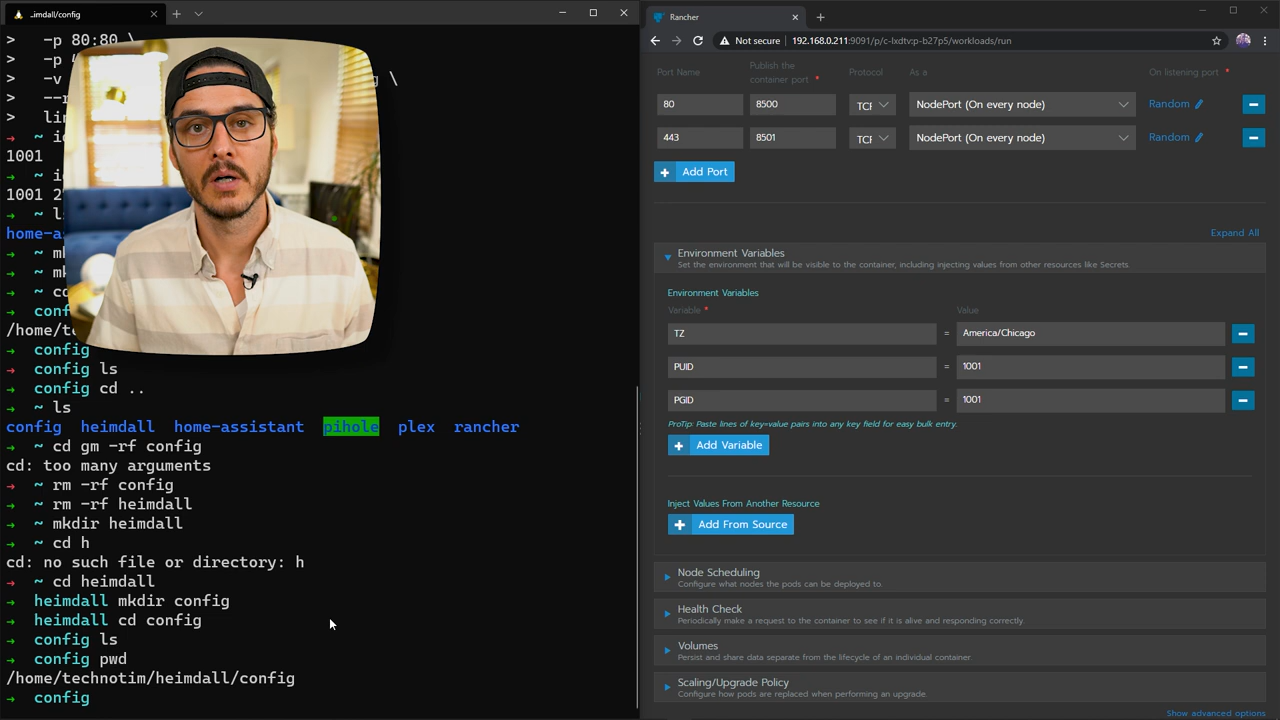 ..imdall/config
> -p 80:80 \
> -p
> -v g \
> --r
> lin
→ ~ i
1001
→ ~ i
1001 2
→ ~ ls
home-as
→ ~ mk
→ ~ mk
→ ~ cd
→ conf
/home/te
→ config
→ config ls
→ config cd ..
→ ~ ls
config heimdall home-assistant pihole plex rancher
→ ~ cd gm -rf config
cd: too many arguments
→ ~ rm -rf config
→ ~ rm -rf heimdall
→ ~ mkdir heimdall
→ ~ cd h
cd: no such file or directory: h
→ ~ cd heimdall
→ heimdall mkdir config
→ heimdall cd config
→ config ls
→ config pwd
/home/technotim/heimdall/config
→ config
Rancher
Not secure 192.168.0.211:9091/p/c-lxdtv:p-b27p5/workloads/run
Port Name Publish the container port * Protocol As a On listening port *
80 8500 TCP NodePort (On every node) Random
443 8501 TCP NodePort (On every node) Random
Add Port
Expand All
Environment Variables
Set the environment that will be visible to the container, including injecting values from other resources like Secrets.
Environment Variables
Variable * Value
TZ = America/Chicago
PUID = 1001
PGID = 1001
ProTip: Paste lines of key=value pairs into any key field for easy bulk entry.
Add Variable
Inject Values From Another Resource
Add From Source
Node Scheduling
Configure what nodes the pods can be deployed to.
Health Check
Periodically make a request to the container to see if it is alive and responding correctly.
Volumes
Persist and share data separate from the lifecycle of an individual container.
Scaling/Upgrade Policy
Configure how pods are replaced when performing an upgrade.
Show advanced options